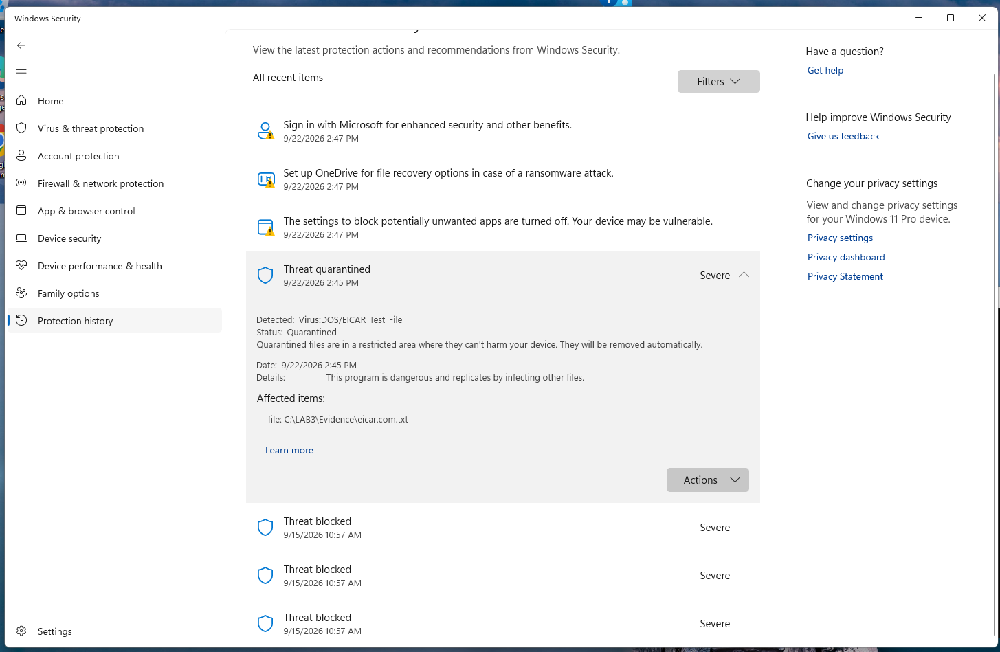 Windows Security
Home
Virus & threat protection
Account protection
Firewall & network protection
App & browser control
Device security
Device performance & health
Family options
Protection history
Settings
View the latest protection actions and recommendations from Windows Security.
All recent items
Filters
Sign in with Microsoft for enhanced security and other benefits.
9/22/2026 2:47 PM
Set up OneDrive for file recovery options in case of a ransomware attack.
9/22/2026 2:47 PM
The settings to block potentially unwanted apps are turned off. Your device may be vulnerable.
9/22/2026 2:47 PM
Threat quarantined
9/22/2026 2:45 PM
Severe
Detected: Virus:DOS/EICAR_Test_File
Status: Quarantined
Quarantined files are in a restricted area where they can't harm your device. They will be removed automatically.
Date: 9/22/2026 2:45 PM
Details: This program is dangerous and replicates by infecting other files.
Affected items:
file: C:\LAB3\Evidence\eicar.com.txt
Learn more
Actions
Threat blocked
9/15/2026 10:57 AM
Severe
Threat blocked
9/15/2026 10:57 AM
Severe
Threat blocked
9/15/2026 10:57 AM
Severe
Have a question?
Get help
Help improve Windows Security
Give us feedback
Change your privacy settings
View and change privacy settings
for your Windows 11 Pro device.
Privacy settings
Privacy dashboard
Privacy Statement